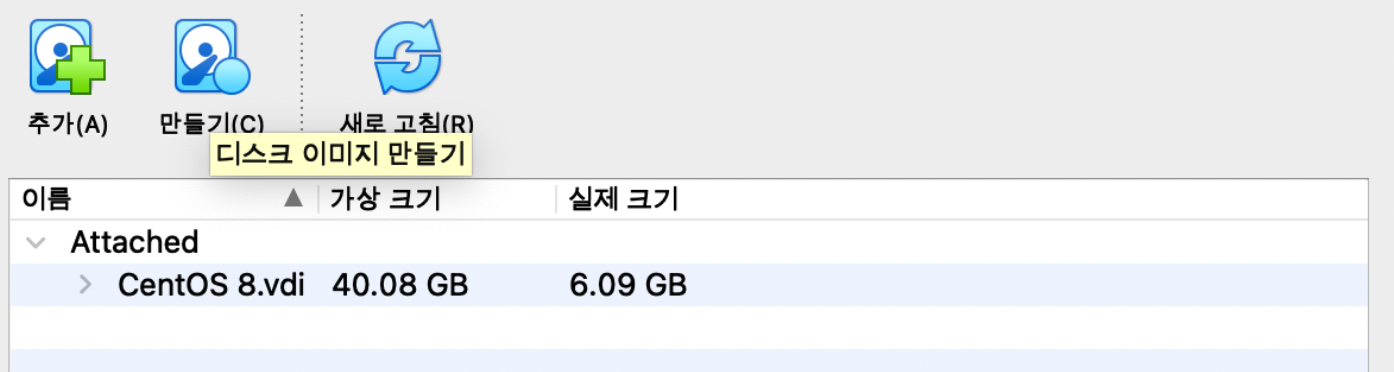 추가(A) 만들기(C) 새로 고침(R)
디스크 이미지 만들기
이름 가상 크기 실제 크기
Attached
CentOS 8.vdi 40.08 GB 6.09 GB